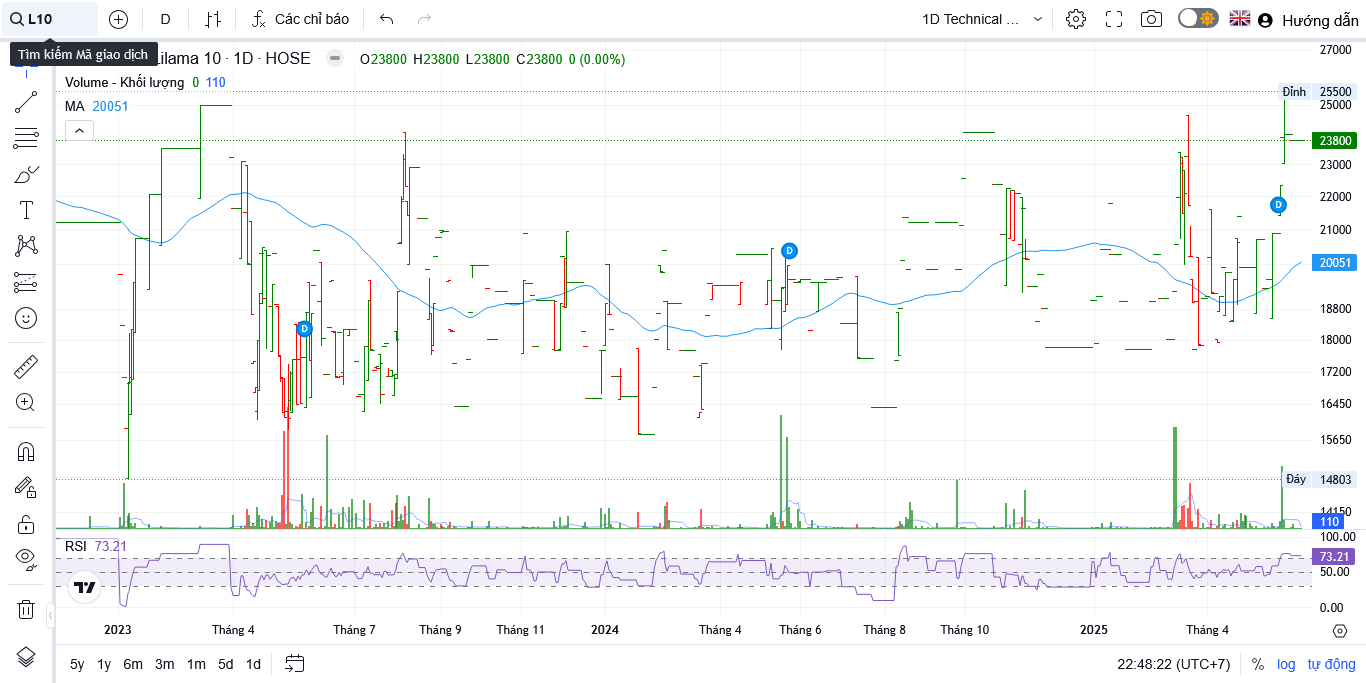 L10
D
Các chỉ báo
1D Technical ...
Hướng dẫn
Tìm kiếm Mã giao dịch
Lilama 10 · 1D · HOSE
O23800 H23800 L23800 C23800 0 (0.00%)
Volume - Khối lượng 0 110
MA 20051
27000
Đỉnh 25500
25000
23800
23000
22000
21000
20051
18800
18000
17200
16450
15650
Đáy 14803
14150
110
D
D
D
RSI 73.21
100.00
73.21
50.00
0.00
2023 Tháng 4 Tháng 7 Tháng 9 Tháng 11 2024 Tháng 4 Tháng 6 Tháng 8 Tháng 10 2025 Tháng 4
5y 1y 6m 3m 1m 5d 1d
22:48:22 (UTC+7) % log tự động